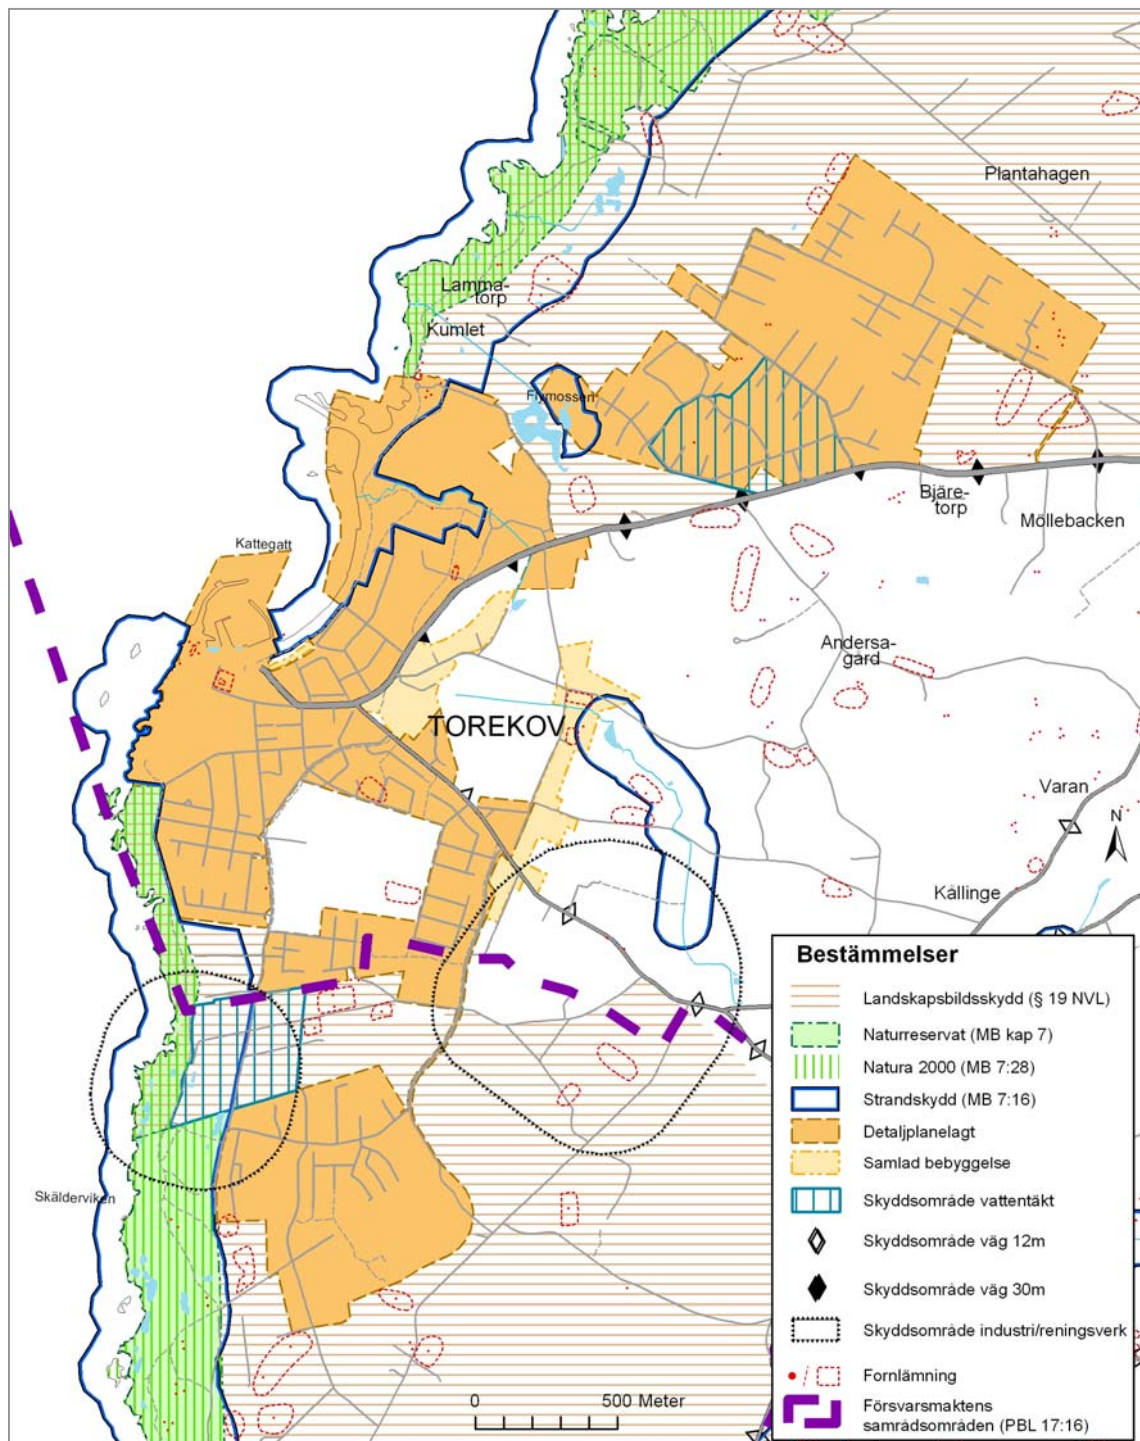 Plantahagen
Lamma-
torp
Kumlet
Flymossen
Bjäre-
torp
Möllebacken
Kattegatt
Andersa-
gård
TOREKOV
Varan
N
Kållinge
Skälderviken
0 500 Meter
Bestämmelser
Landskapsbildsskydd (§ 19 NVL)
Naturreservat (MB kap 7)
Natura 2000 (MB 7:28)
Strandskydd (MB 7:16)
Detaljplanelagt
Samlad bebyggelse
Skyddsområde vattentäkt
Skyddsområde väg 12m
Skyddsområde väg 30m
Skyddsområde industri/reningsverk
Fornlämning
Försvarsmaktens
samrådsområden (PBL 17:16)